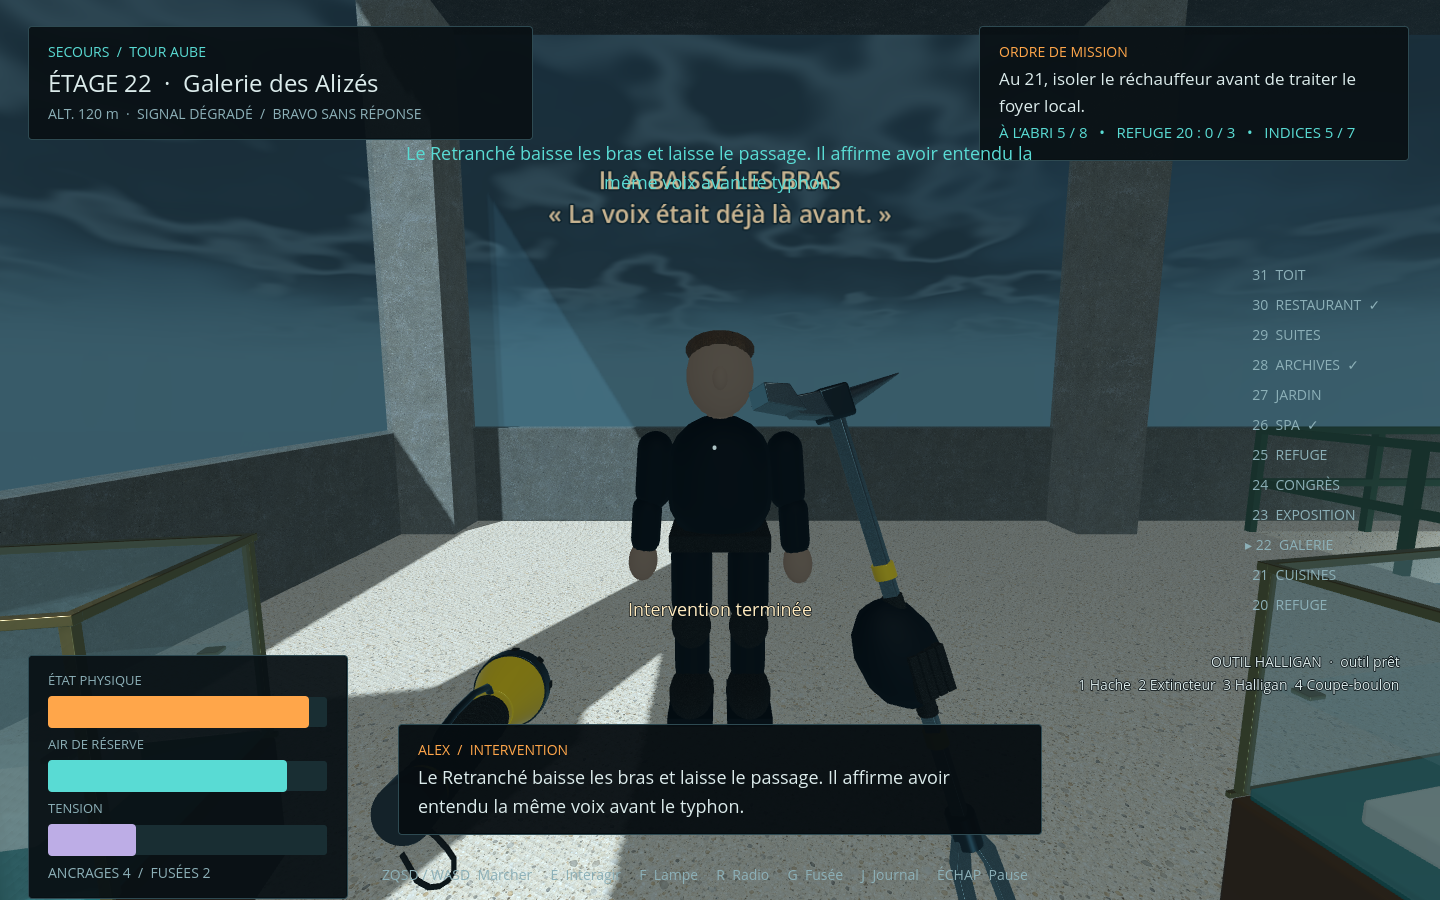 SECOURS / TOUR AUBE
ÉTAGE 22 · Galerie des Alizés
ALT. 120 m · SIGNAL DÉGRADÉ / BRAVO SANS RÉPONSE
ORDRE DE MISSION
Au 21, isoler le réchauffeur avant de traiter le
foyer local.
À L’ABRI 5 / 8 • REFUGE 20 : 0 / 3 • INDICES 5 / 7
Le Retranché baisse les bras et laisse le passage. Il affirme avoir entendu la
même voix avant le typhon.
IL A BAISSÉ LES BRAS
« La voix était déjà là avant. »
31 TOIT
30 RESTAURANT ✓
29 SUITES
28 ARCHIVES ✓
27 JARDIN
26 SPA ✓
25 REFUGE
24 CONGRÈS
23 EXPOSITION
▸ 22 GALERIE
21 CUISINES
20 REFUGE
Intervention terminée
OUTIL HALLIGAN · outil prêt
1 Hache 2 Extincteur 3 Halligan 4 Coupe-boulon
ÉTAT PHYSIQUE
AIR DE RÉSERVE
TENSION
ANCRAGES 4 / FUSÉES 2
ALEX / INTERVENTION
Le Retranché baisse les bras et laisse le passage. Il affirme avoir
entendu la même voix avant le typhon.
ZQSD / WASD Marcher E Interagir F Lampe R Radio G Fusée J Journal ÉCHAP Pause